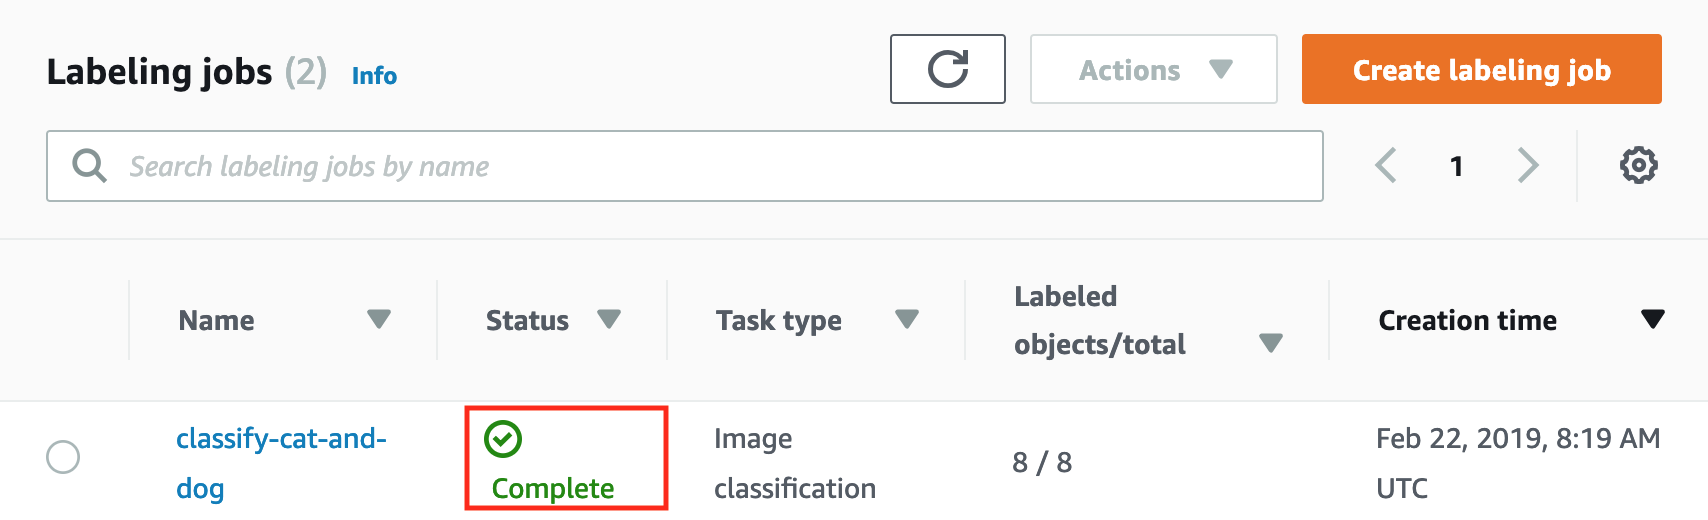 Labeling jobs (2) Info
Actions
Create labeling job
Search labeling jobs by name
1
Name
Status
Task type
Labeled
objects/total
Creation time
classify-cat-and-
dog
Complete
Image
classification
8 / 8
Feb 22, 2019, 8:19 AM
UTC